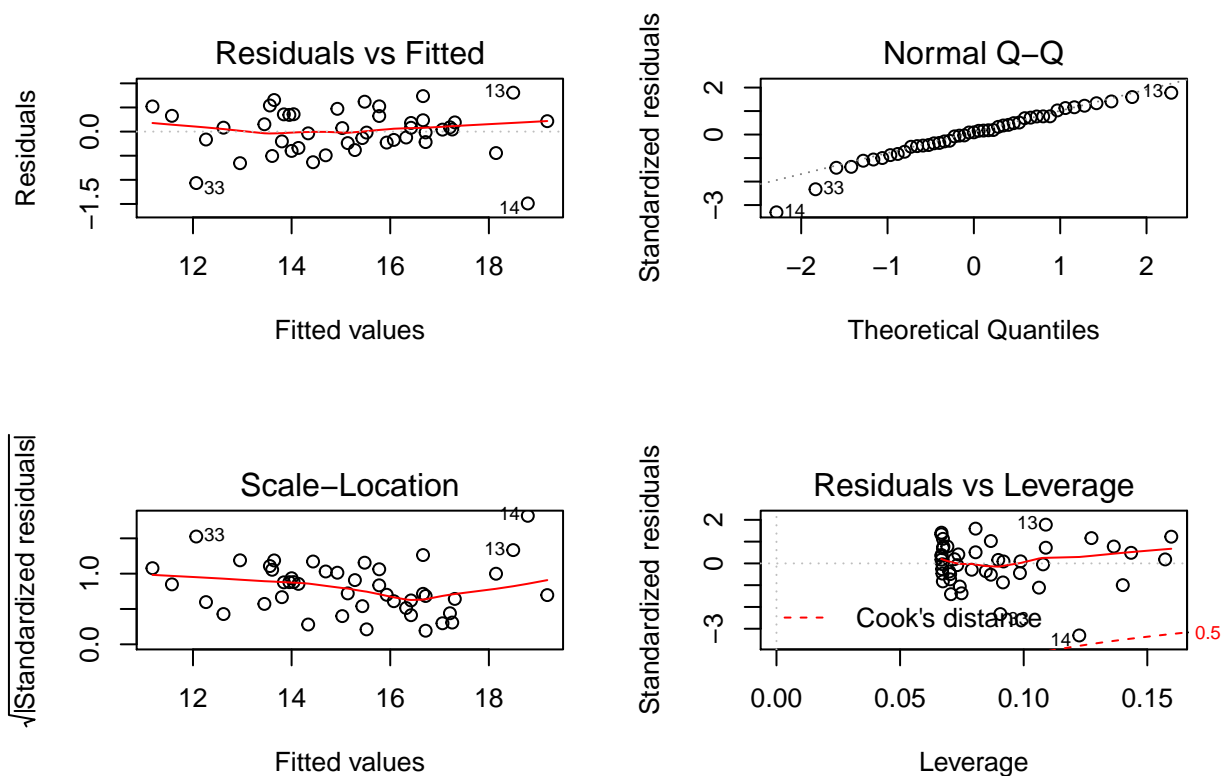 Residuals vs Fitted
Residuals
0.0
−1.5
13
33
14
12 14 16 18
Fitted values
Normal Q−Q
Standardized residuals
2
0
−3
13
33
14
−2 −1 0 1 2
Theoretical Quantiles
Scale−Location
√|Standardized residuals|
1.0
0.0
14
33
13
12 14 16 18
Fitted values
Residuals vs Leverage
Standardized residuals
2
0
−3
13
33
Cook's distance
14
0.5
0.00 0.05 0.10 0.15
Leverage